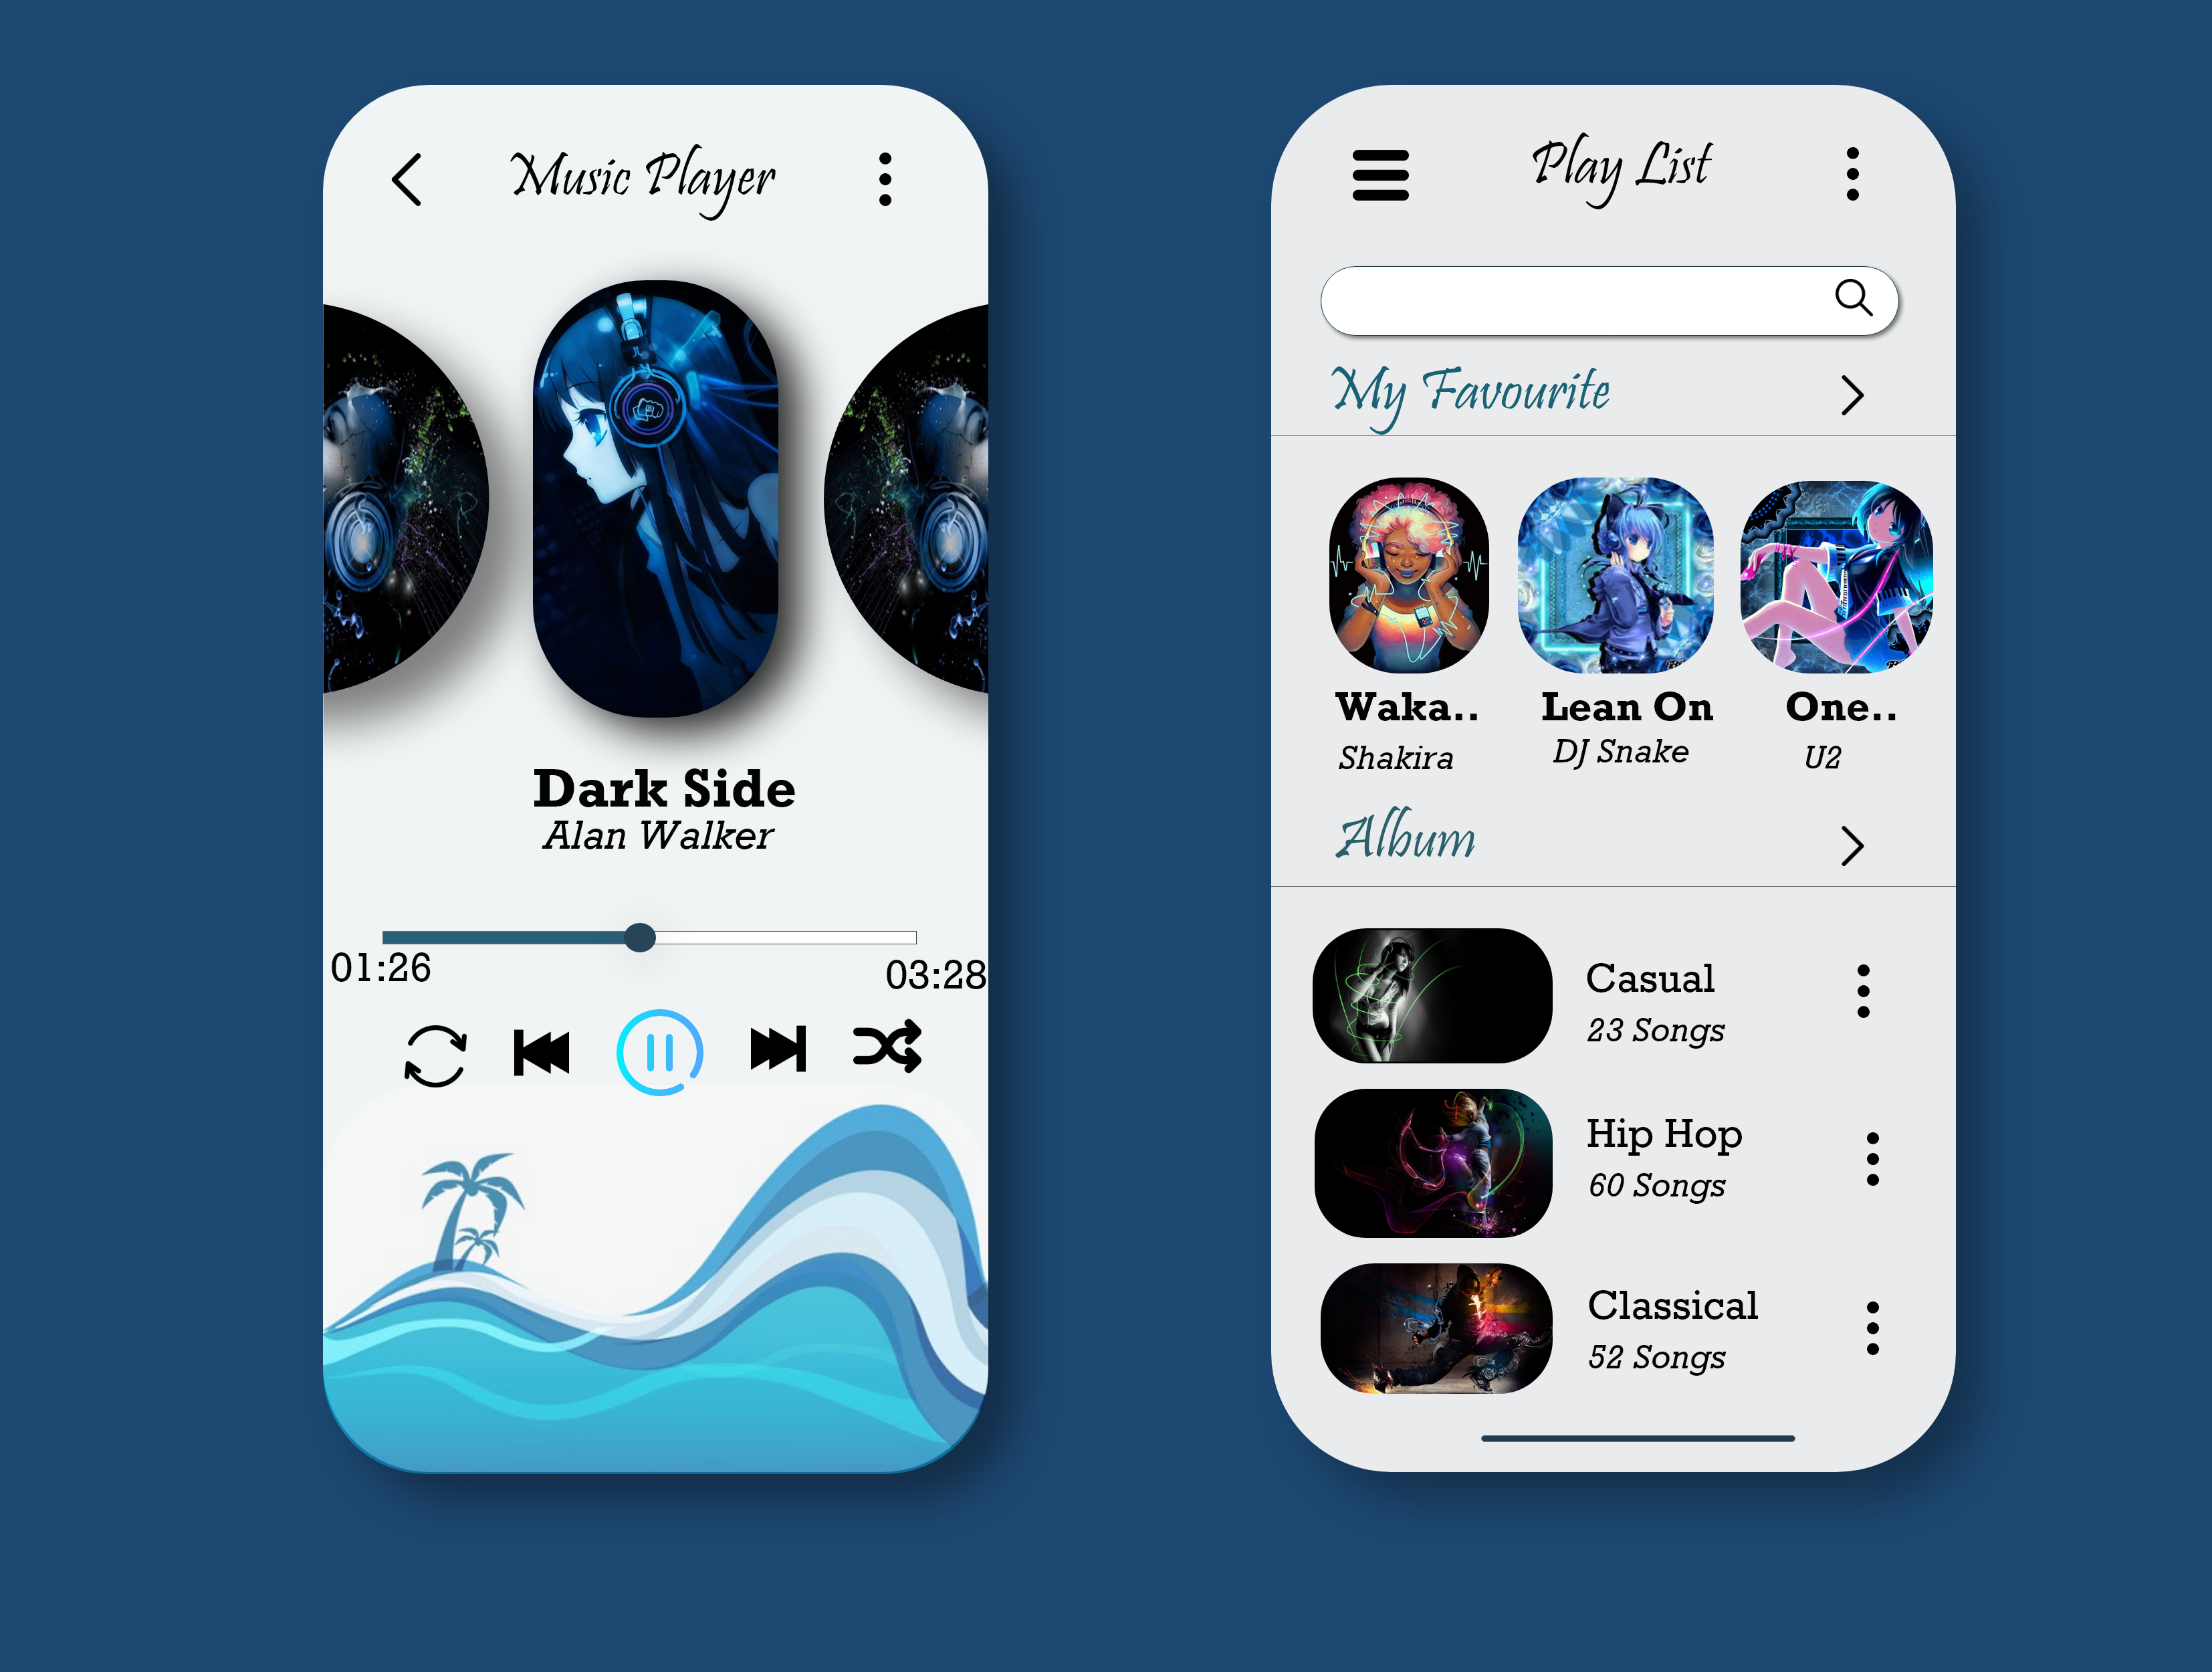 Music Player
Dark Side
Alan Walker
01:26
03:28
Play List
My Favourite
Waka..
Lean On
One..
Shakira
DJ Snake
U2
Album
Casual
23 Songs
Hip Hop
60 Songs
Classical
52 Songs